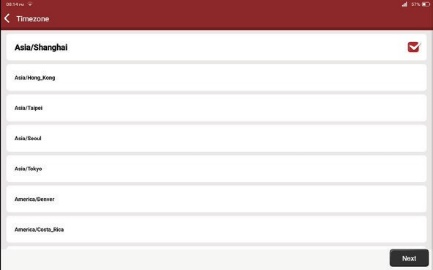 Timezone
Asia/Shanghai
Asia/Hong_Kong
Asia/Taipei
Asia/Seoul
Asia/Tokyo
America/Denver
America/Costa_Rica
Next